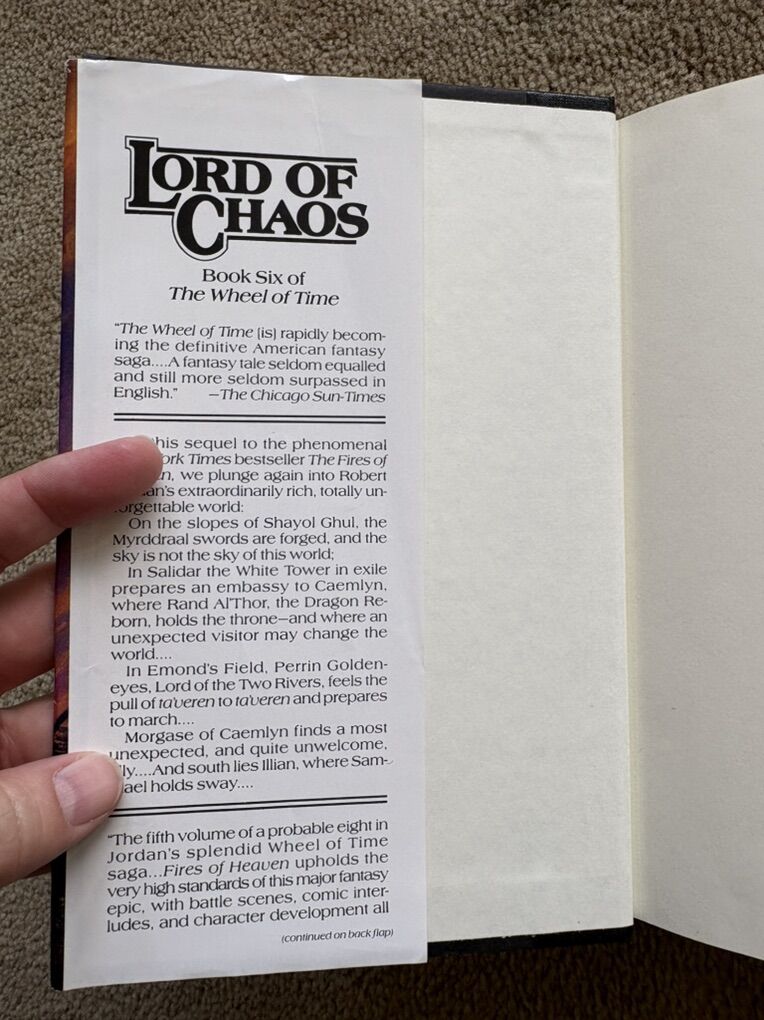 LORD OF
CHAOS
Book Six of
The Wheel of Time
"The Wheel of Time [is] rapidly becom-
ing the definitive American fantasy
saga....A fantasy tale seldom equalled
and still more seldom surpassed in
English." —The Chicago Sun-Times
his sequel to the phenomenal
ork Times bestseller The Fires of
n, we plunge again into Robert
an's extraordinarily rich, totally un-
orgettable world:
On the slopes of Shayol Ghul, the
Myrddraal swords are forged, and the
sky is not the sky of this world;
In Salidar the White Tower in exile
prepares an embassy to Caemlyn,
where Rand Al'Thor, the Dragon Re-
born, holds the throne—and where an
unexpected visitor may change the
world....
In Emond's Field, Perrin Golden-
eyes, Lord of the Two Rivers, feels the
pull of ta'veren to ta'veren and prepares
to march....
Morgase of Caemlyn finds a most
unexpected, and quite unwelcome,
ly....And south lies Illian, where Sam-
ael holds sway....
"The fifth volume of a probable eight in
Jordan's splendid Wheel of Time
saga...Fires of Heaven upholds the
very high standards of this major fantasy
epic, with battle scenes, comic inter-
ludes, and character development all
(continued on back flap)